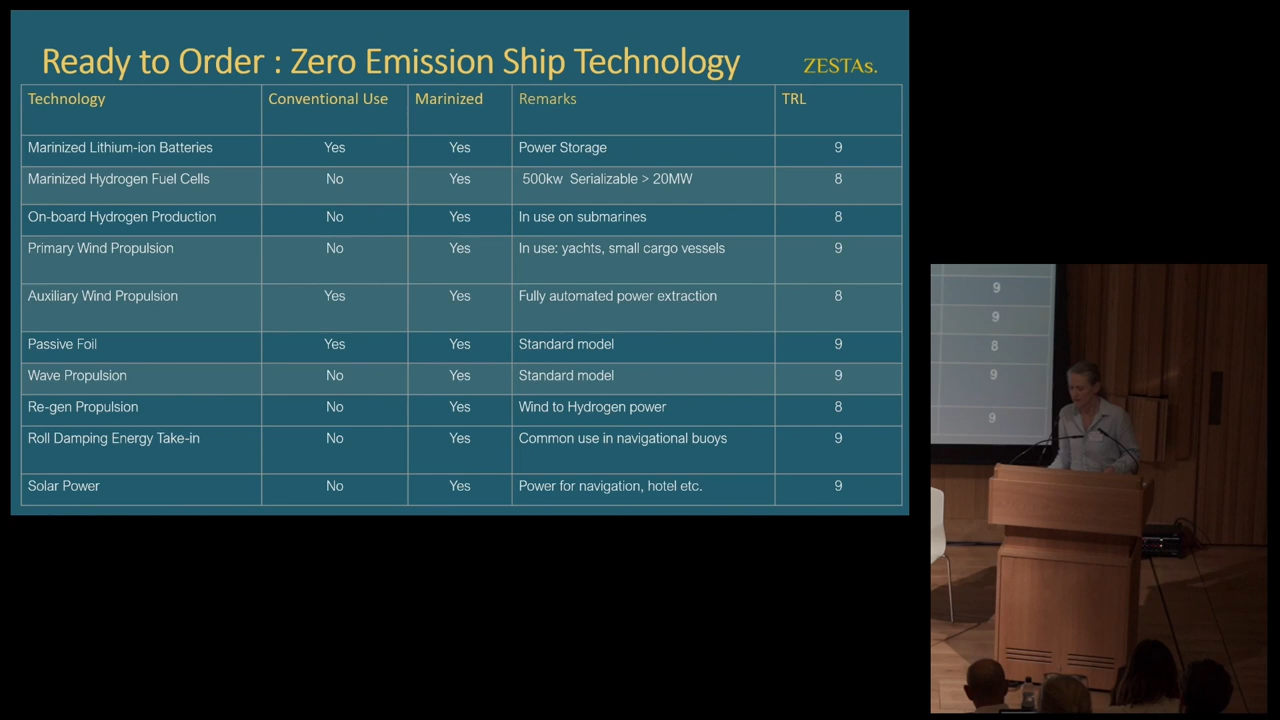 Ready to Order : Zero Emission Ship Technology
ZESTAs.
Technology Conventional Use Marinized Remarks TRL
Marinized Lithium-ion Batteries Yes Yes Power Storage 9
Marinized Hydrogen Fuel Cells No Yes 500kw Serializable > 20MW 8
On-board Hydrogen Production No Yes In use on submarines 8
Primary Wind Propulsion No Yes In use: yachts, small cargo vessels 9
Auxiliary Wind Propulsion Yes Yes Fully automated power extraction 8
Passive Foil Yes Yes Standard model 9
Wave Propulsion No Yes Standard model 9
Re-gen Propulsion No Yes Wind to Hydrogen power 8
Roll Damping Energy Take-in No Yes Common use in navigational buoys 9
Solar Power No Yes Power for navigation, hotel etc. 9
9
9
8
9
9